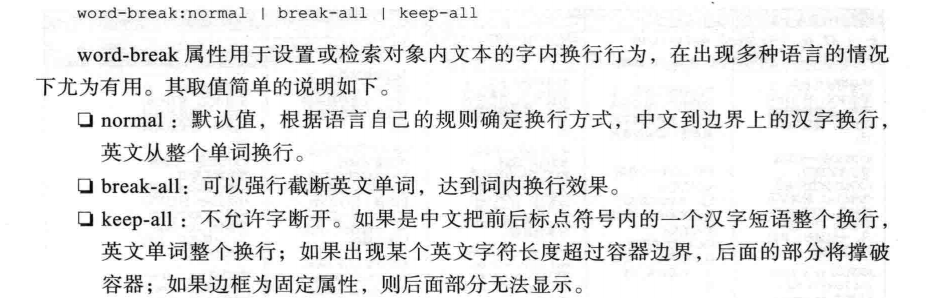 word-break:normal | break-all | keep-all
word-break 属性用于设置或检索对象内文本的字内换行行为，在出现多种语言的情况
下尤为有用。其取值简单的说明如下。
❏ normal：默认值，根据语言自己的规则确定换行方式，中文到边界上的汉字换行，
英文从整个单词换行。
❏ break-all：可以强行截断英文单词，达到词内换行效果。
❏ keep-all：不允许字断开。如果是中文把前后标点符号内的一个汉字短语整个换行，
英文单词整个换行；如果出现某个英文字符长度超过容器边界，后面的部分将撑破
容器；如果边框为固定属性，则后面部分无法显示。